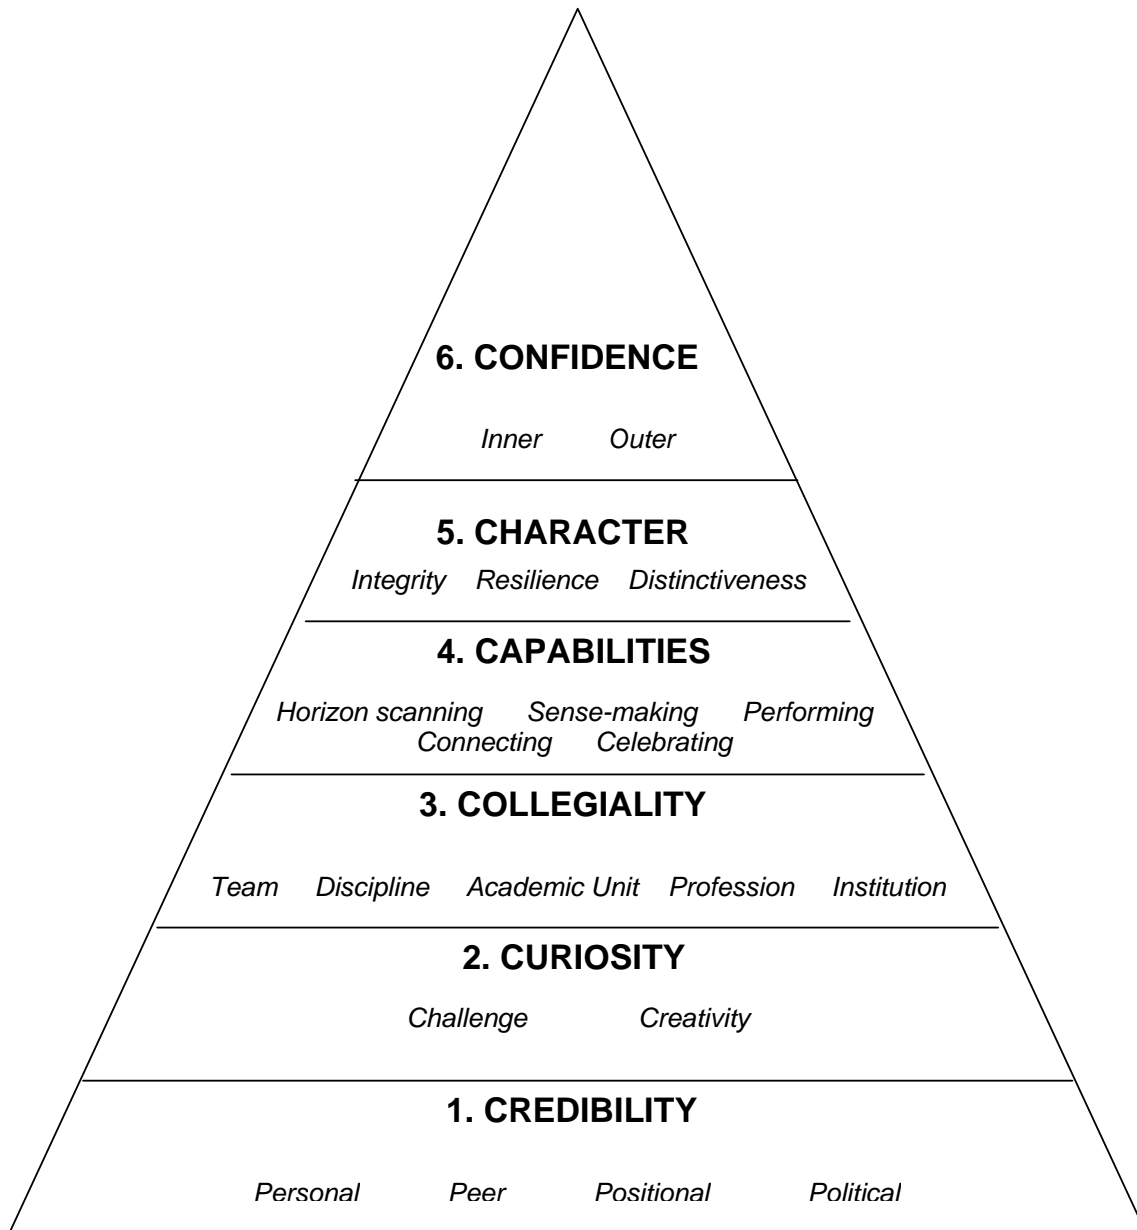 6. CONFIDENCE
Inner Outer
5. CHARACTER
Integrity Resilience Distinctiveness
4. CAPABILITIES
Horizon scanning Sense-making Performing
Connecting Celebrating
3. COLLEGIALITY
Team Discipline Academic Unit Profession Institution
2. CURIOSITY
Challenge Creativity
1. CREDIBILITY
Personal Peer Positional Political